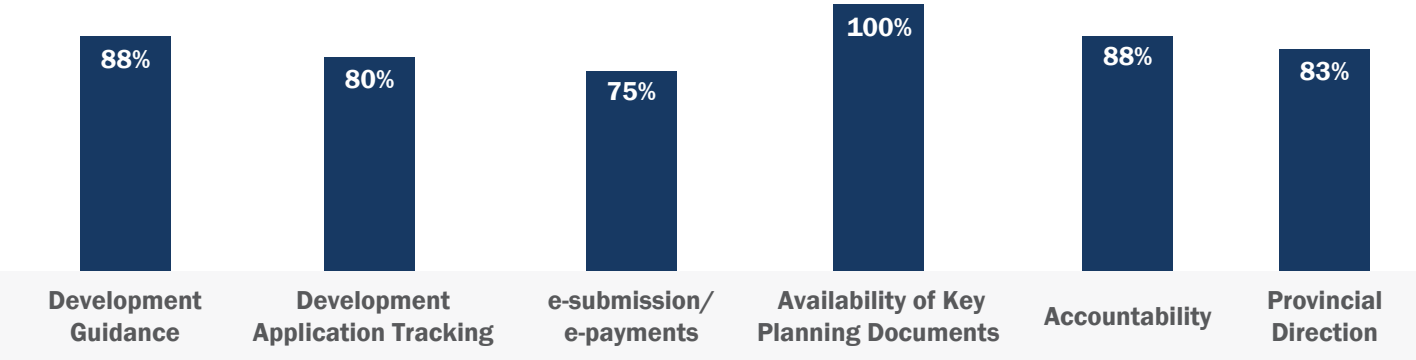 88%
80%
75%
100%
88%
83%
Development
Guidance
Development
Application Tracking
e-submission/
e-payments
Availability of Key
Planning Documents
Accountability
Provincial
Direction